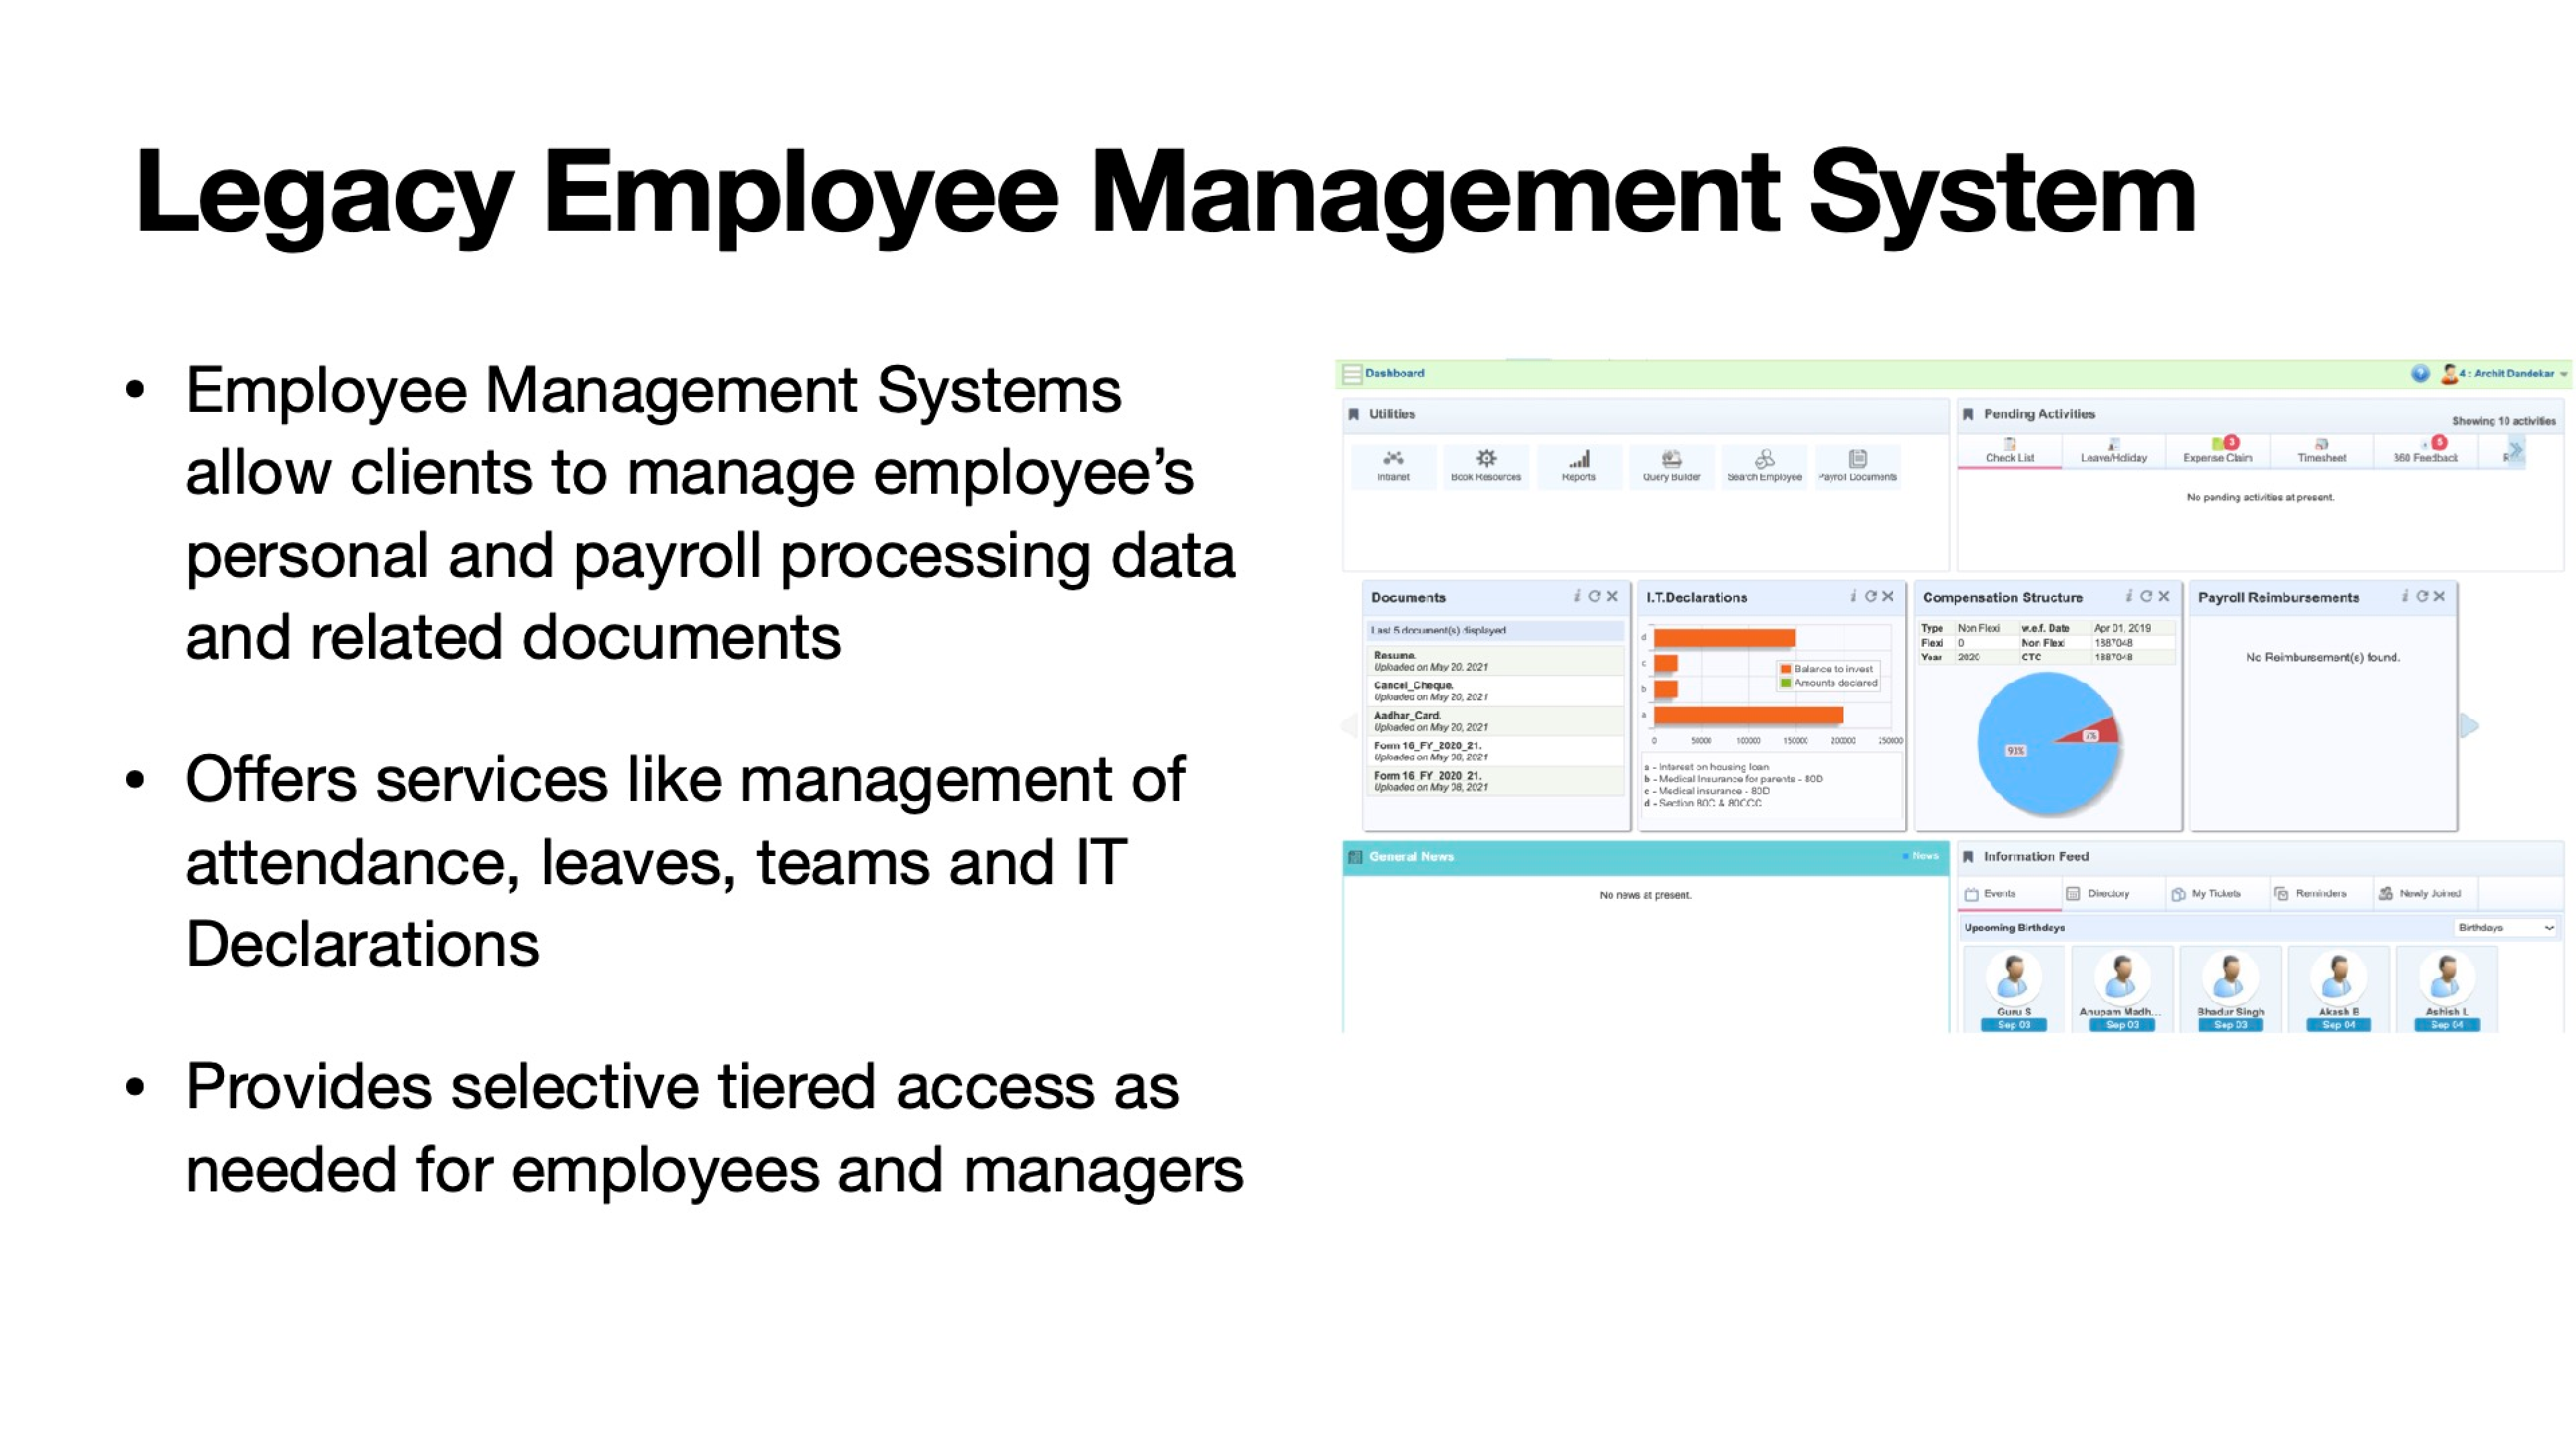 Legacy Employee Management System
• Employee Management Systems
allow clients to manage employee’s
personal and payroll processing data
and related documents
• Offers services like management of
attendance, leaves, teams and IT
Declarations
• Provides selective tiered access as
needed for employees and managers
Dashboard
4 : Archit Dandekar
Utilities
Intranet Book Resources Reports Query Builder Search Employee Payroll Documents
Pending Activities
Showing 10 activities
3 5
Check List Leave/Holiday Expense Claim Timesheet 360 Feedback
No pending activities at present.
Documents
Last 5 document(s) displayed
Resume.
Uploaded on May 20, 2021
Cancel_Cheque.
Uploaded on May 20, 2021
Aadhar_Card.
Uploaded on May 20, 2021
Form 16_FY_2020_21.
Uploaded on May 08, 2021
Form 16_FY_2020_21.
Uploaded on May 08, 2021
I.T.Declarations
d
c
b
a
Balance to invest
Amounts declared
0 50000 100000 150000 200000 250000
a - Interest on housing loan
b - Medical Insurance for parents - 80D
c - Medical insurance - 80D
d - Section 80C & 80CCC
Compensation Structure
Type Non Flexi w.e.f. Date Apr 01, 2019
Flexi 0 Non Flexi 1887048
Year 2020 CTC 1887048
93%
7%
Payroll Reimbursements
No Reimbursement(s) found.
General News
News
No news at present.
Information Feed
Events Directory My Tickets Reminders Newly Joined
Upcoming Birthdays
Birthdays
Guru S Anupam Madh... Bhadur Singh Akash B Ashish L
Sep 03 Sep 03 Sep 03 Sep 04 Sep 04